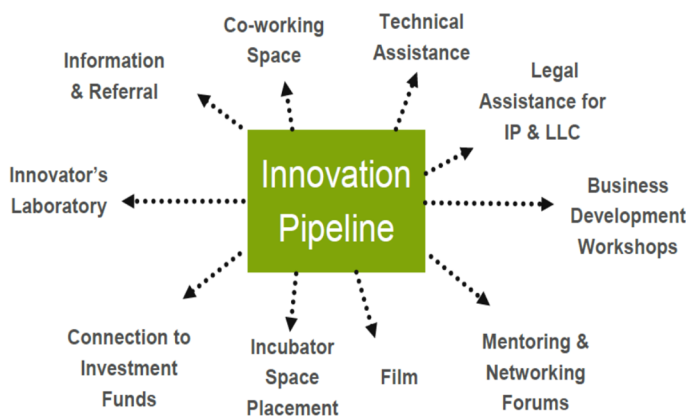 Co-working
Space
Technical
Assistance
Information
& Referral
Legal
Assistance for
IP & LLC
Innovation
Pipeline
Innovator's
Laboratory
Business
Development
Workshops
Connection to
Investment
Funds
Incubator
Space
Placement
Film
Mentoring &
Networking
Forums